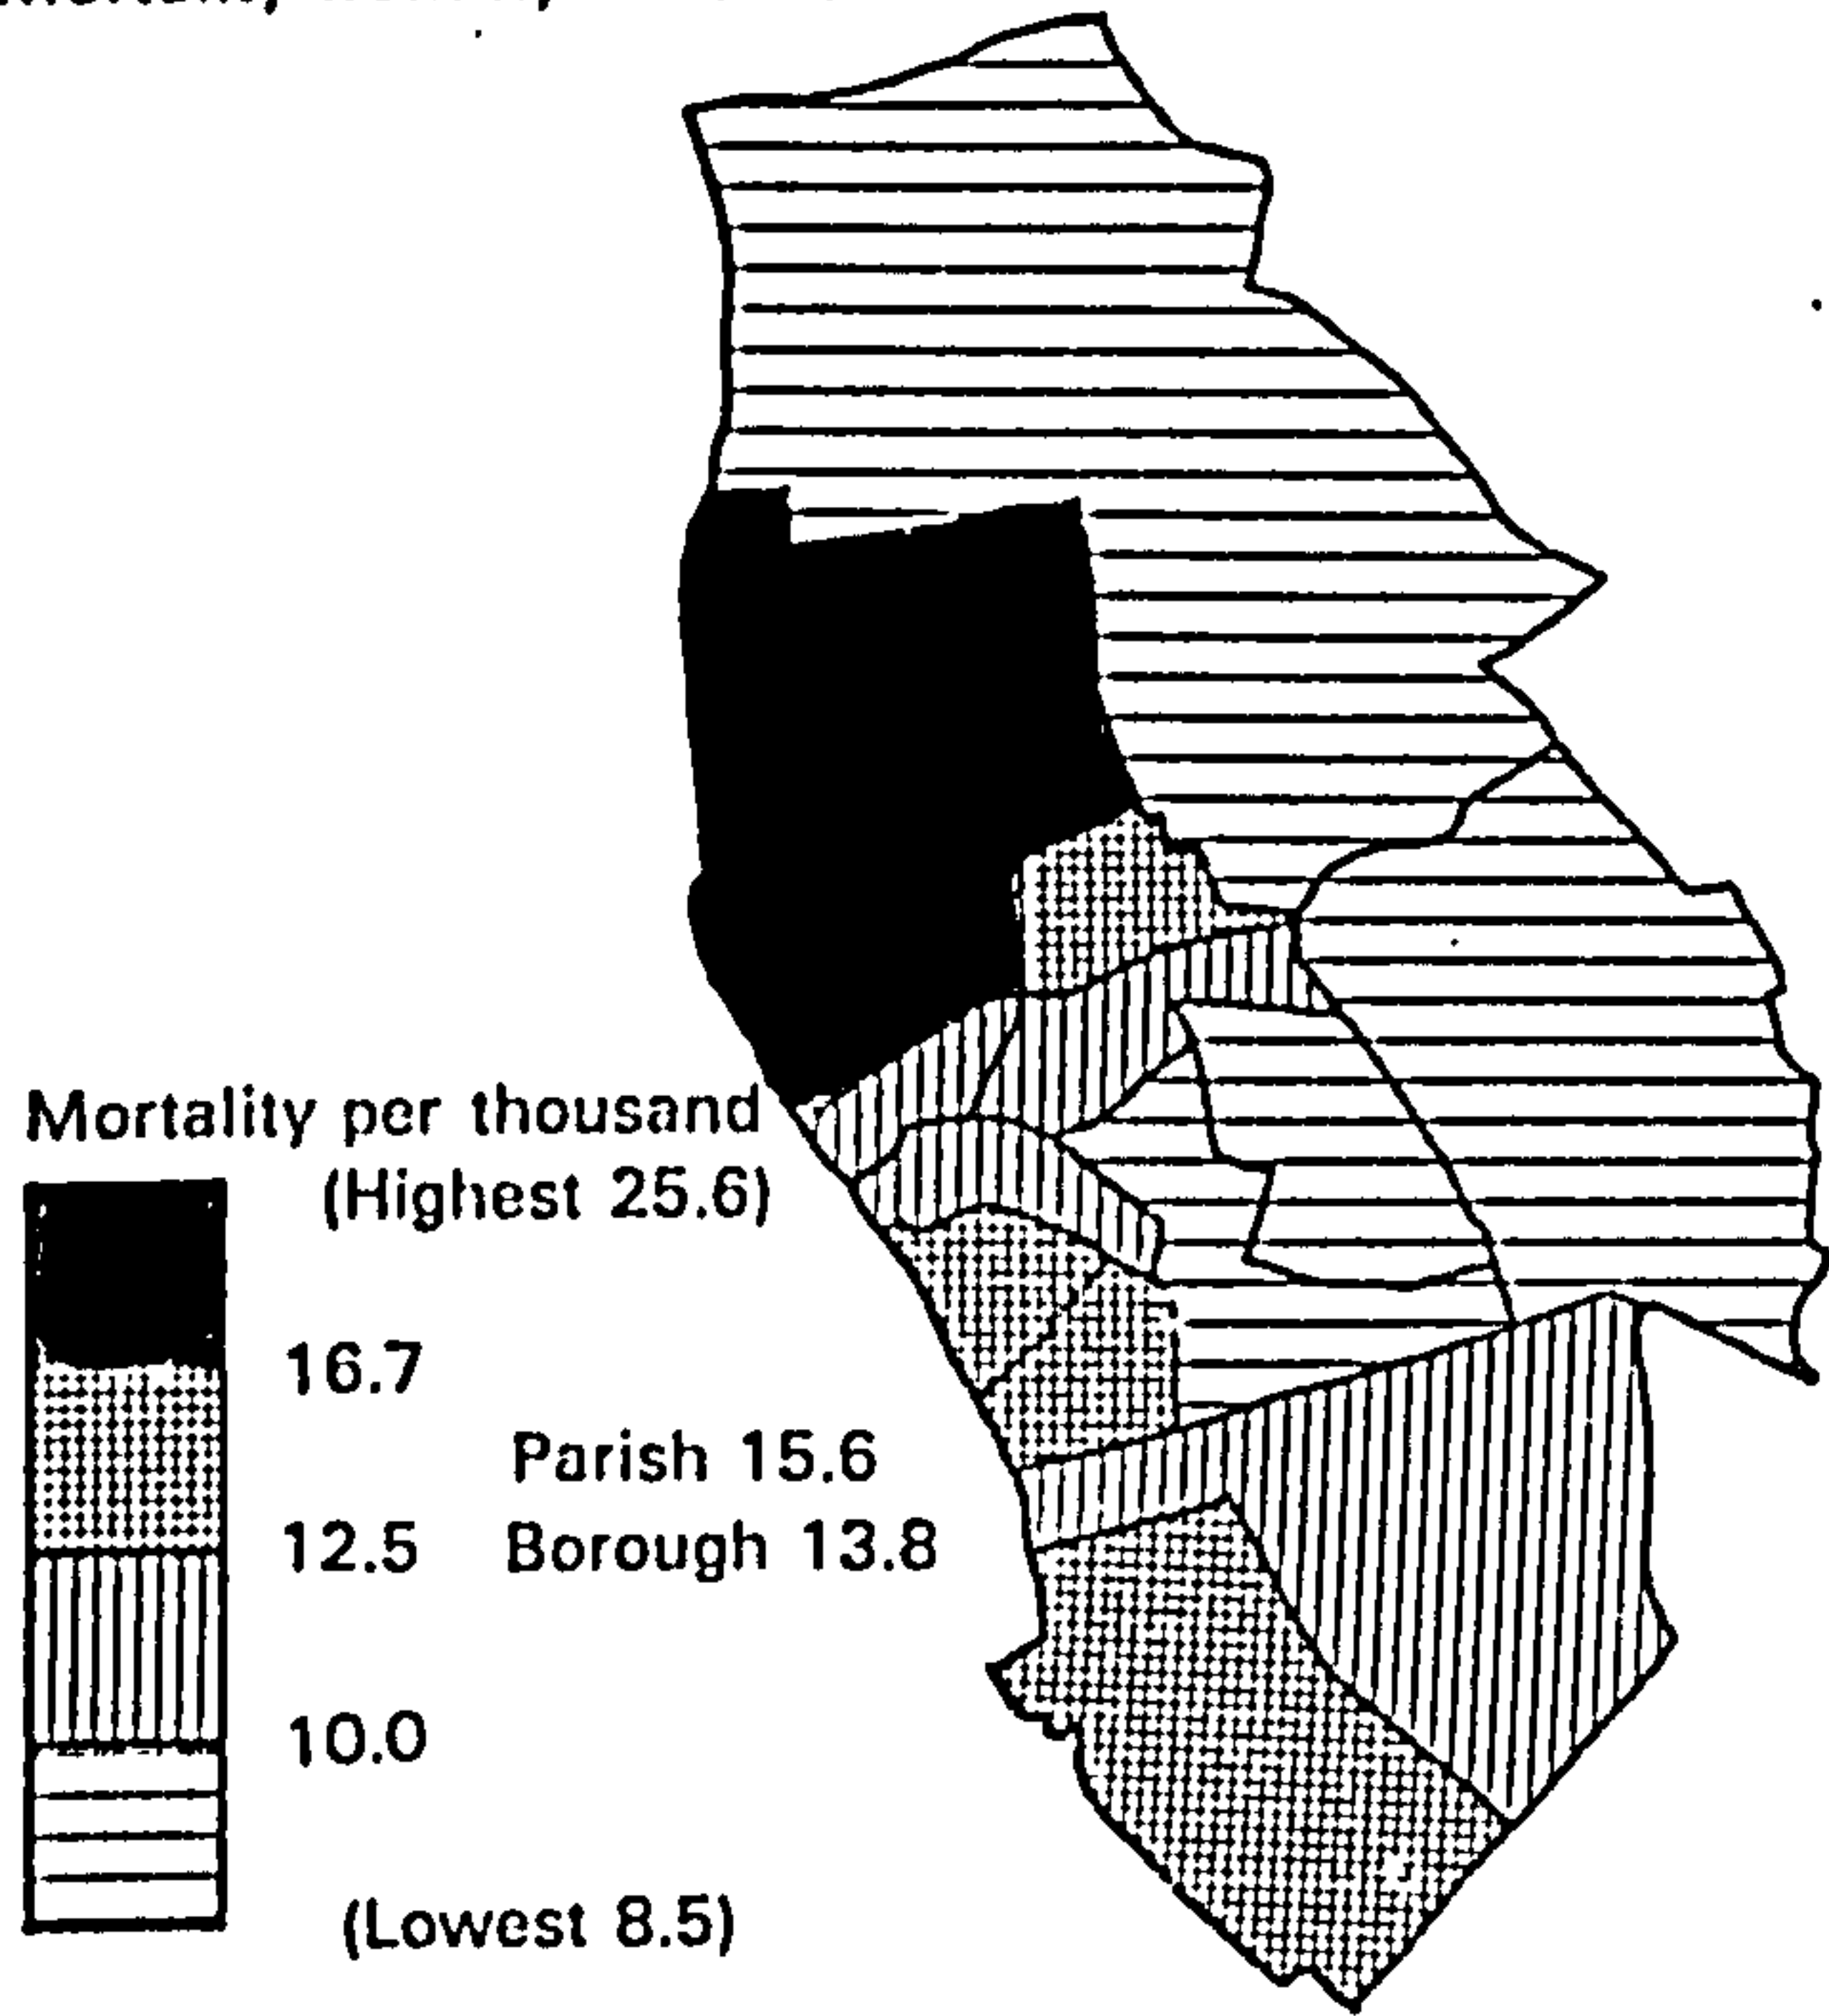 Mortality per thousand
(Highest 25.6)
16.7
Parish 15.6
12.5 Borough 13.8
10.0
(Lowest 8.5)